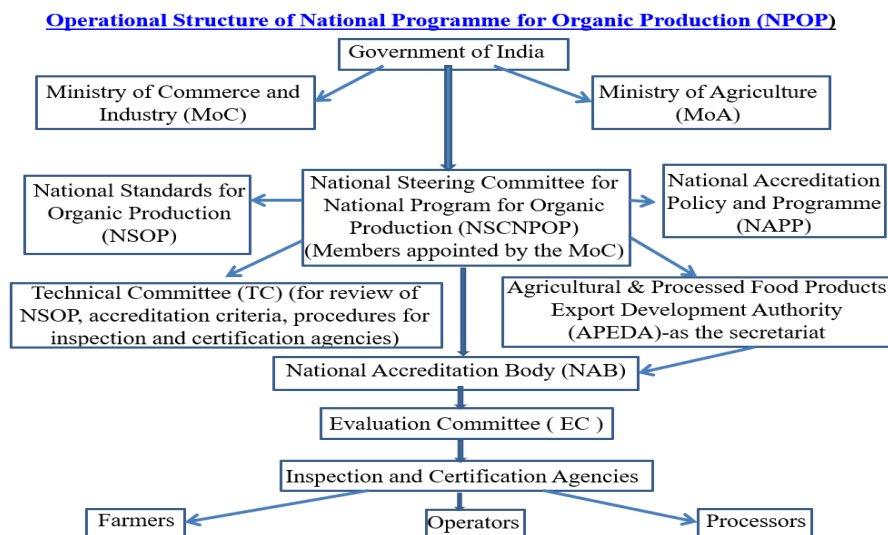 Operational Structure of National Programme for Organic Production (NPOP)
Government of India
Ministry of Commerce and
Industry (MoC)
Ministry of Agriculture
(MoA)
National Standards for
Organic Production
(NSOP)
National Steering Committee for
National Program for Organic
Production (NSCNPOP)
(Members appointed by the MoC)
National Accreditation
Policy and Programme
(NAPP)
Technical Committee (TC) (for review of
NSOP, accreditation criteria, procedures for
inspection and certification agencies)
Agricultural & Processed Food Products
Export Development Authority
(APEDA)-as the secretariat
National Accreditation Body (NAB)
Evaluation Committee ( EC )
Inspection and Certification Agencies
Farmers
Operators
Processors